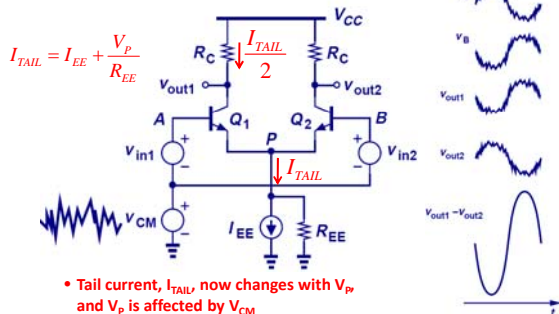 V_CC
R_C
I_TAIL/2
R_C
I_TAIL = I_EE + V_P/R_EE
v_out1
v_out2
A
Q_1
Q_2
B
P
v_in1
v_in2
I_TAIL
v_CM
I_EE
R_EE
• Tail current, I_TAIL, now changes with V_P,
and V_P is affected by V_CM
v_B
v_out1
v_out2
v_out1 − v_out2
t